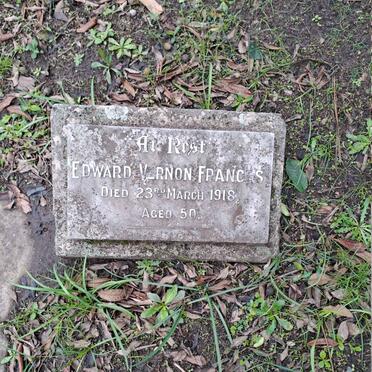 At Rest
EDWARD VERNON FRANCIS
DIED 23RD MARCH 1918
AGED 50.